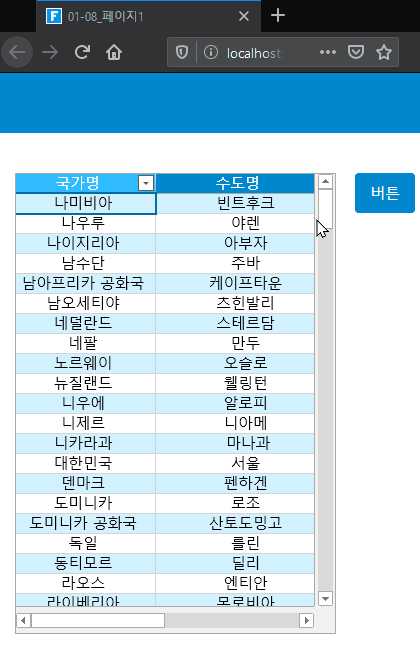 01-08_페이지1
localhost:
국가명 수도명
버튼
나미비아 빈트후크
나우루 야렌
나이지리아 아부자
남수단 주바
남아프리카 공화국 케이프타운
남오세티야 츠힌발리
네덜란드 스테르담
네팔 만두
노르웨이 오슬로
뉴질랜드 웰링턴
니우에 알로피
니제르 니아메
니카라과 마나과
대한민국 서울
덴마크 펜하겐
도미니카 로조
도미니카 공화국 산토도밍고
독일 를린
동티모르 딜리
라오스 엔티안
라이베리아 몬로비아